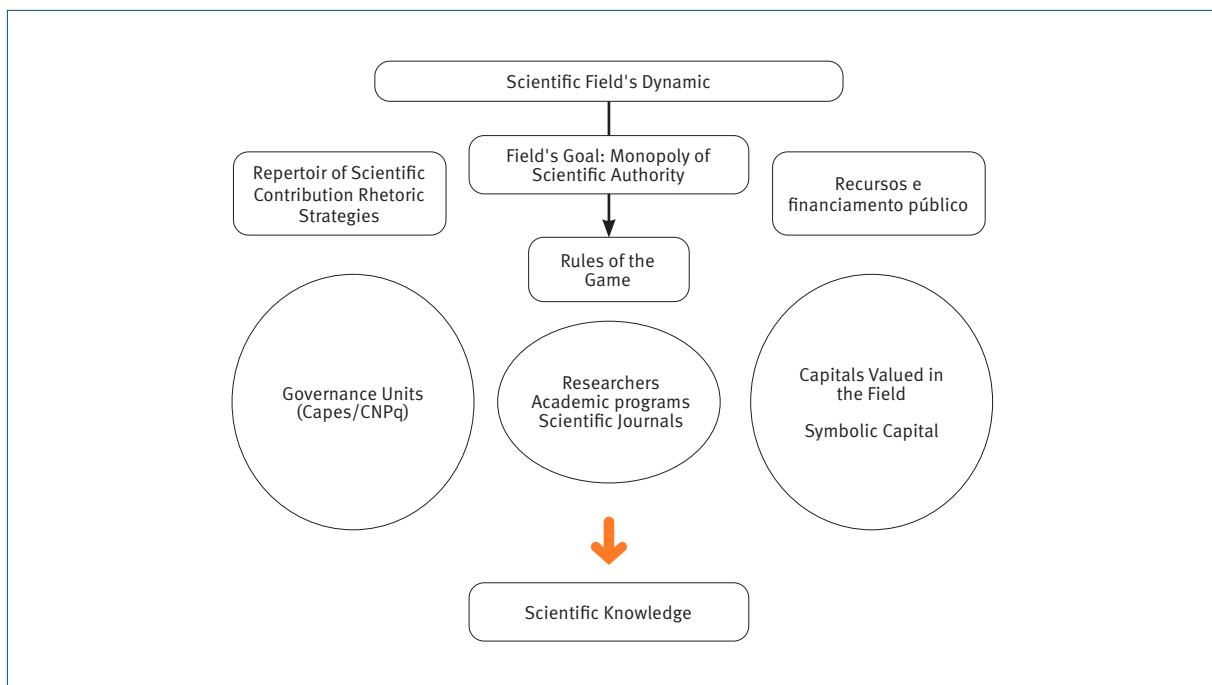 Scientific Field's Dynamic
Field's Goal: Monopoly of
Scientific Authority
Repertoir of Scientific
Contribution Rhetoric
Strategies
Recursos e
financiamento público
Rules of the
Game
Governance Units
(Capes/CNPq)
Researchers
Academic programs
Scientific Journals
Capitals Valued in
the Field
Symbolic Capital
Scientific Knowledge